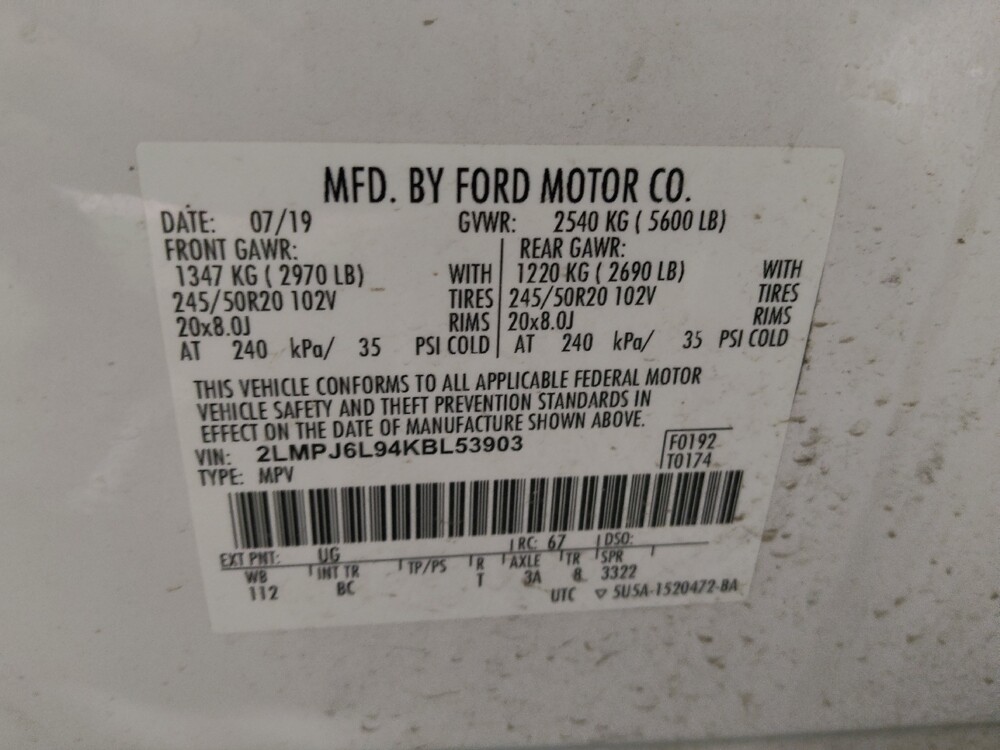 MFD. BY FORD MOTOR CO.
DATE: 07/19 GVWR: 2540 KG ( 5600 LB)
FRONT GAWR: REAR GAWR:
1347 KG ( 2970 LB) WITH 1220 KG ( 2690 LB) WITH
245/50R20 102V TIRES 245/50R20 102V TIRES
20x8.0J RIMS 20x8.0J RIMS
AT 240 kPa/ 35 PSI COLD AT 240 kPa/ 35 PSI COLD
THIS VEHICLE CONFORMS TO ALL APPLICABLE FEDERAL MOTOR
VEHICLE SAFETY AND THEFT PREVENTION STANDARDS IN
EFFECT ON THE DATE OF MANUFACTURE SHOWN ABOVE.
VIN: 2LMPJ6L94KBL53903 F0192
TYPE: MPV T0174
EXT PNT: UG RC: 67 DSO:
WB INT TR TP/PS R AXLE TR SPR
112 BC T 3A 8 3322
UTC ▽ 5U5A-1520472-BA